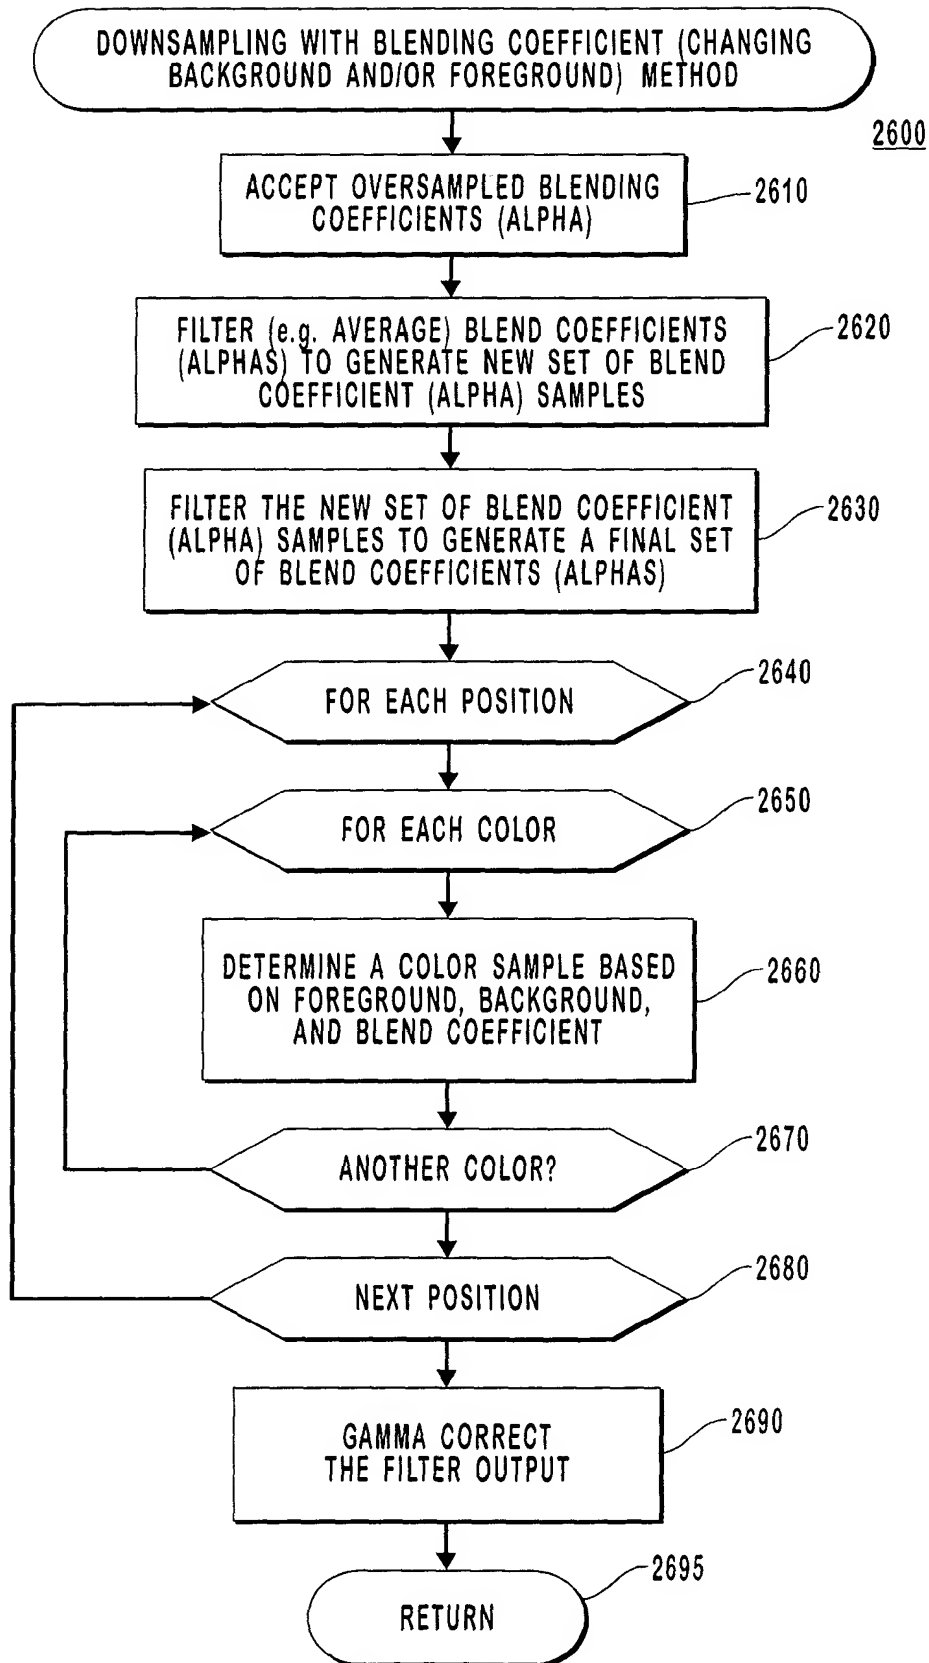 DOWNSAMPLING WITH BLENDING COEFFICIENT (CHANGING
BACKGROUND AND/OR FOREGROUND) METHOD
2600
ACCEPT OVERSAMPLED BLENDING
COEFFICIENTS (ALPHA)
2610
FILTER (e.g. AVERAGE) BLEND COEFFICIENTS
(ALPHAS) TO GENERATE NEW SET OF BLEND
COEFFICIENT (ALPHA) SAMPLES
2620
FILTER THE NEW SET OF BLEND COEFFICIENT
(ALPHA) SAMPLES TO GENERATE A FINAL SET
OF BLEND COEFFICIENTS (ALPHAS)
2630
FOR EACH POSITION
2640
FOR EACH COLOR
2650
DETERMINE A COLOR SAMPLE BASED
ON FOREGROUND, BACKGROUND,
AND BLEND COEFFICIENT
2660
ANOTHER COLOR?
2670
NEXT POSITION
2680
GAMMA CORRECT
THE FILTER OUTPUT
2690
RETURN
2695